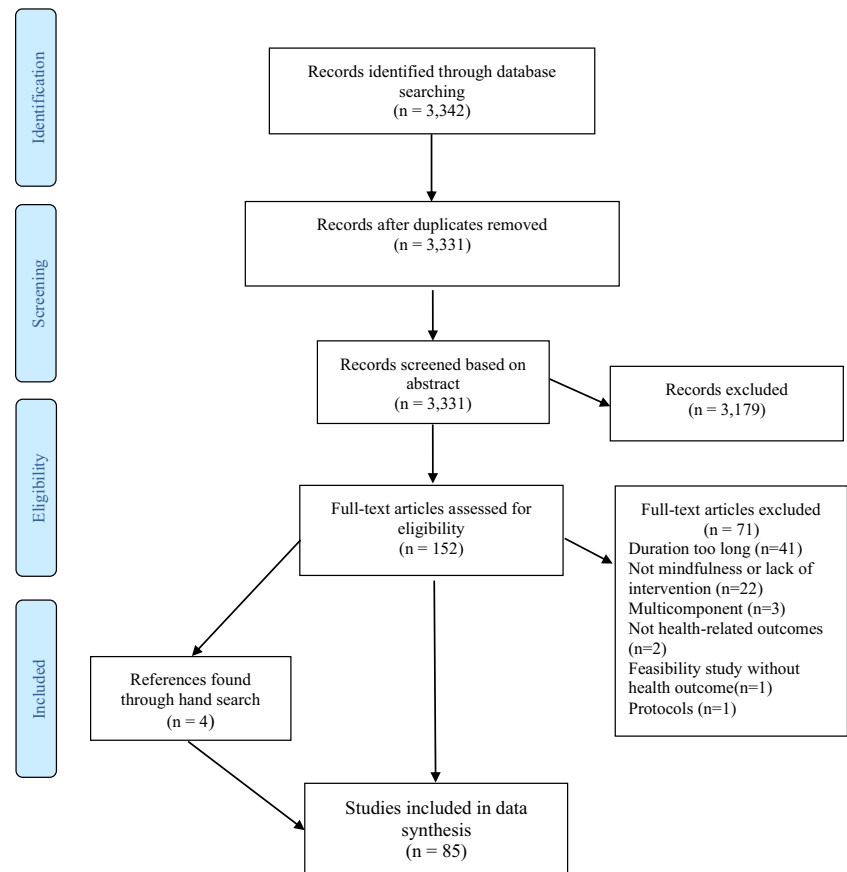 Identification
Records identified through database
searching
(n = 3,342)
Screening
Records after duplicates removed
(n = 3,331)
Records screened based on
abstract
(n = 3,331)
Records excluded
(n = 3,179)
Eligibility
Full-text articles assessed for
eligibility
(n = 152)
Full-text articles excluded
(n = 71)
Duration too long (n=41)
Not mindfulness or lack of
intervention (n=22)
Multicomponent (n=3)
Not health-related outcomes
(n=2)
Feasibility study without
health outcome(n=1)
Protocols (n=1)
Included
References found
through hand search
(n = 4)
Studies included in data
synthesis
(n = 85)